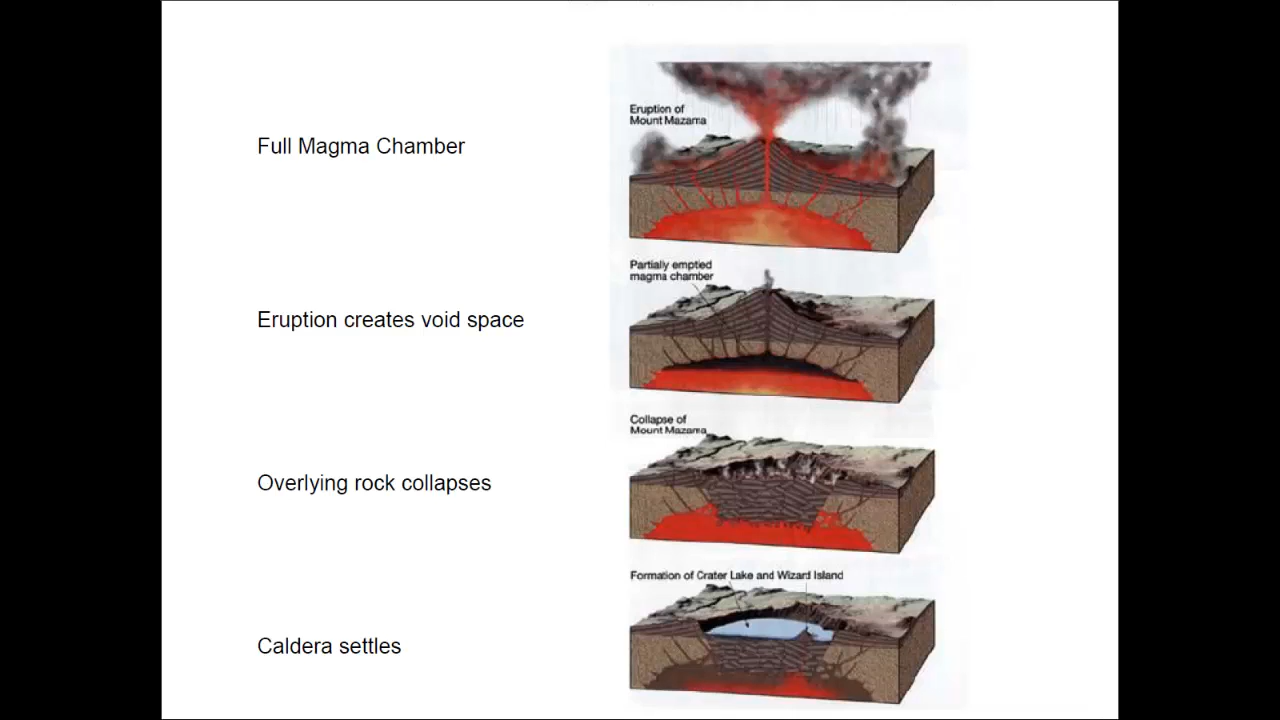 Full Magma Chamber
Eruption of
Mount Mazama
Eruption creates void space
Partially emptied
magma chamber
Overlying rock collapses
Collapse of
Mount Mazama
Caldera settles
Formation of Crater Lake and Wizard Island